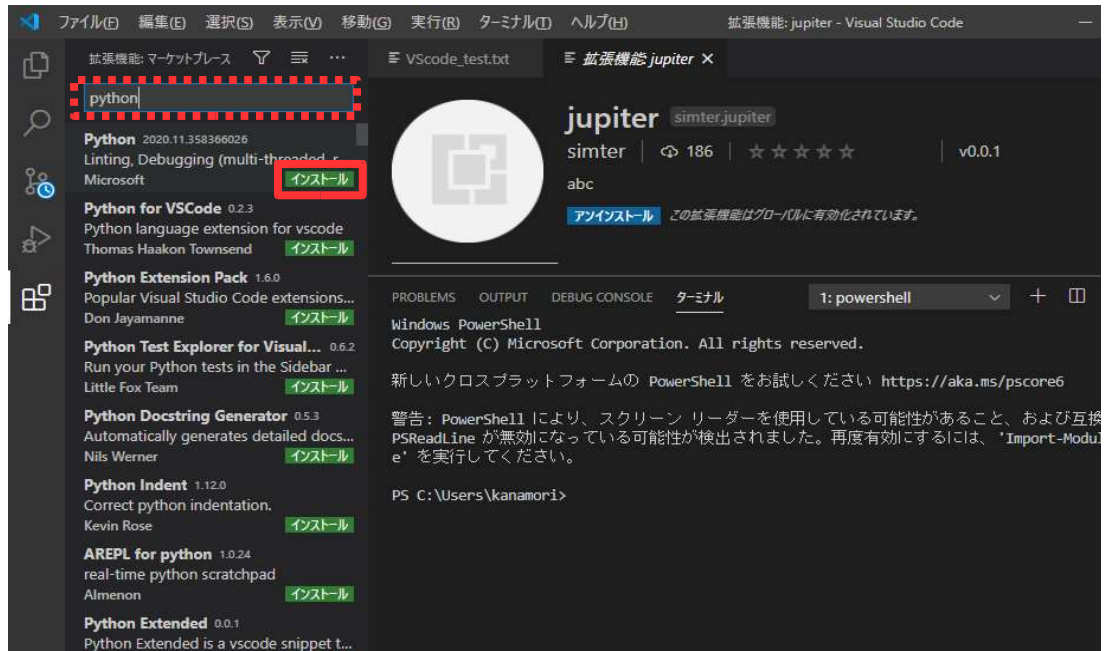 ファイル(F) 編集(E) 選択(S) 表示(V) 移動(G) 実行(R) ターミナル(T) ヘルプ(H) 拡張機能: jupiter - Visual Studio Code
拡張機能: マーケットプレース
VScode_test.txt
拡張機能: jupiter
python
Python 2020.11.358366026
Linting, Debugging (multi-threaded, r
Microsoft インストール
Python for VSCode 0.2.3
Python language extension for vscode
Thomas Haakon Townsend インストール
Python Extension Pack 1.6.0
Popular Visual Studio Code extensions...
Don Jayamanne インストール
Python Test Explorer for Visual... 0.6.2
Run your Python tests in the Sidebar ...
Little Fox Team インストール
Python Docstring Generator 0.5.3
Automatically generates detailed docs...
Nils Werner インストール
Python Indent 1.12.0
Correct python indentation.
Kevin Rose インストール
AREPL for python 1.0.24
real-time python scratchpad
Almenon インストール
Python Extended 0.0.1
Python Extended is a vscode snippet t...
jupiter simter.jupiter
simter 186 v0.0.1
abc
アンインストール この拡張機能はグローバルに有効化されています。
PROBLEMS OUTPUT DEBUG CONSOLE ターミナル 1: powershell
Windows PowerShell
Copyright (C) Microsoft Corporation. All rights reserved.
新しいクロスプラットフォームの PowerShell をお試しください https://aka.ms/pscore6
警告: PowerShell により、スクリーン リーダーを使用している可能性があること、および互換
PSReadLine が無効になっている可能性が検出されました。再度有効にするには、'Import-Modul
e' を実行してください。
PS C:\Users\kanamori>